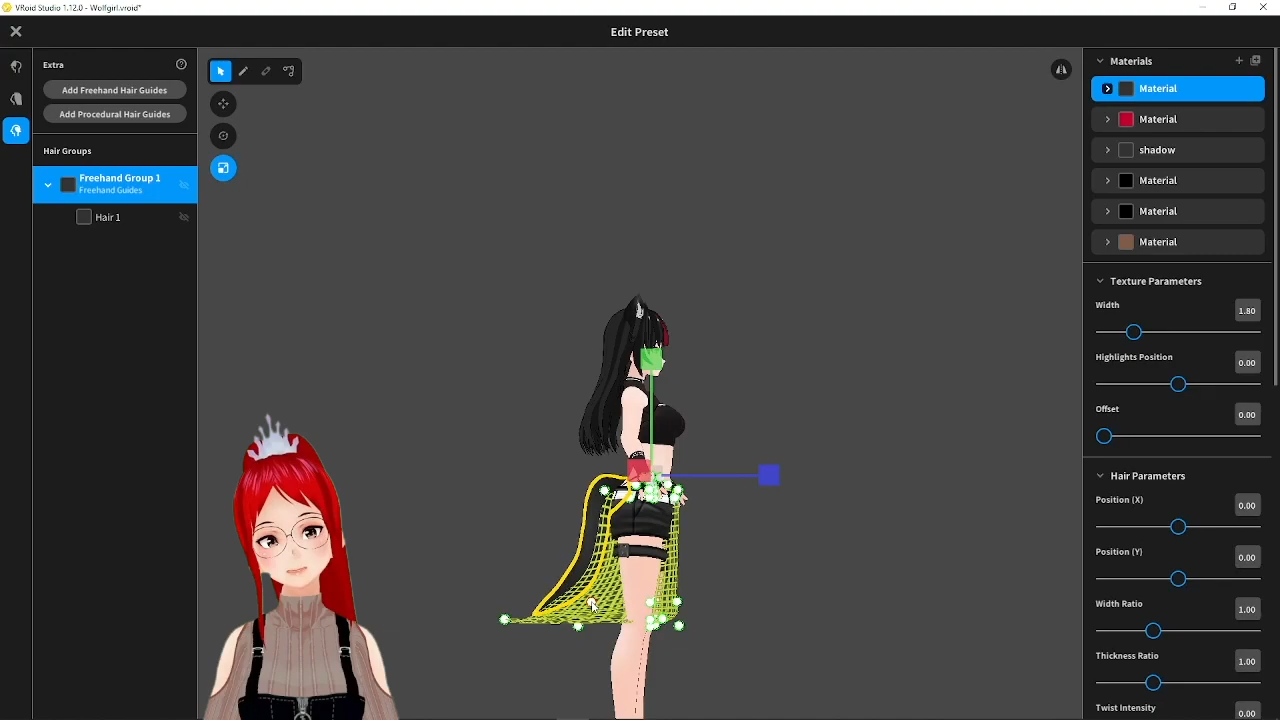 VRoid Studio 1.12.0 - Wolfgirl.vroid*
Edit Preset
Extra
Add Freehand Hair Guides
Add Procedural Hair Guides
Hair Groups
Freehand Group 1
Freehand Guides
Hair 1
Materials
Material
Material
shadow
Material
Material
Material
Texture Parameters
Width
1.80
Highlights Position
0.00
Offset
0.00
Hair Parameters
Position (X)
0.00
Position (Y)
0.00
Width Ratio
1.00
Thickness Ratio
1.00
Twist Intensity
0.00